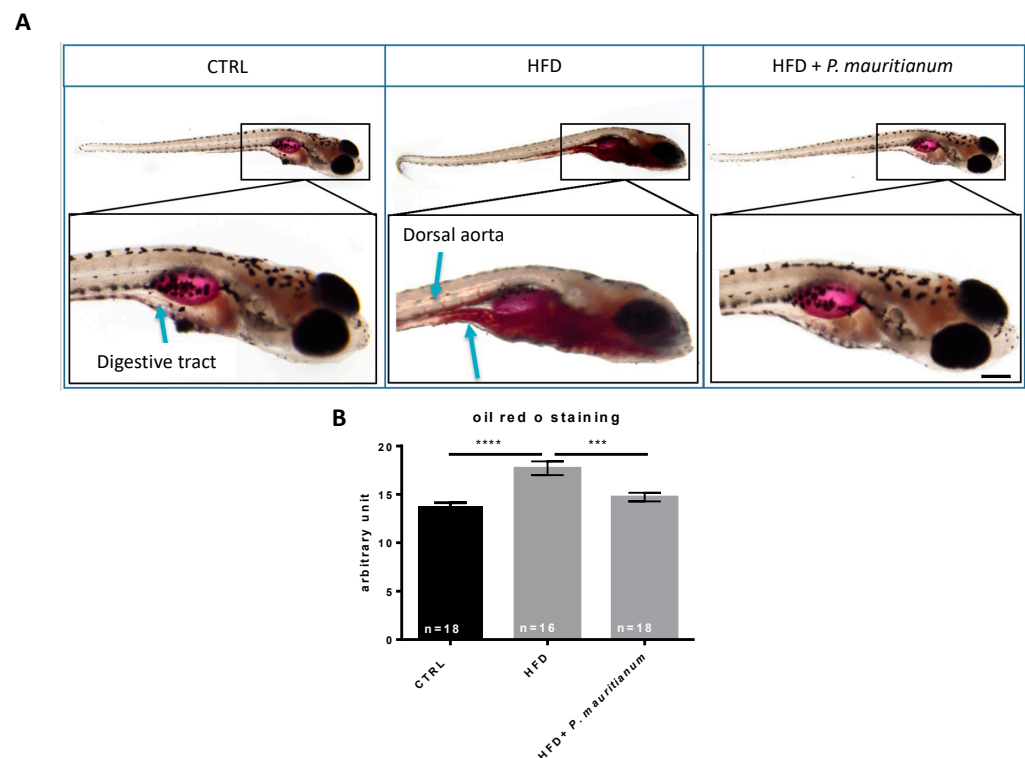 A
CTRL
HFD
HFD + P. mauritianum
Dorsal aorta
Digestive tract
B
oil red o staining
**** ***
20
15
10
5
0
arbitrary unit
n=18
n=16
n=18
CTRL
HFD
HFD+ P. mauritianum